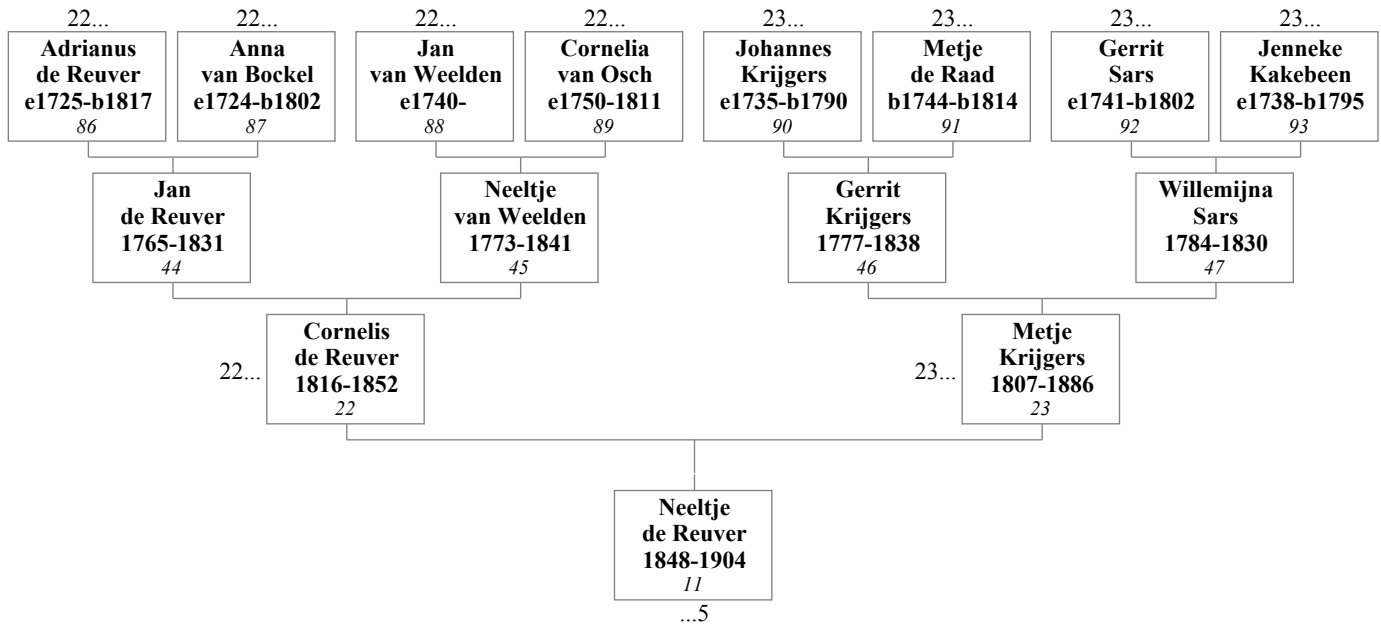 22... 22... 22... 22... 23... 23... 23... 23...
Adrianus
de Reuver
e1725-b1817
86
Anna
van Bockel
e1724-b1802
87
Jan
van Weelden
e1740-
88
Cornelia
van Osch
e1750-1811
89
Johannes
Krijgers
e1735-b1790
90
Metje
de Raad
b1744-b1814
91
Gerrit
Sars
e1741-b1802
92
Jenneke
Kakebeen
e1738-b1795
93
Jan
de Reuver
1765-1831
44
Neeltje
van Weelden
1773-1841
45
Gerrit
Krijgers
1777-1838
46
Willemijna
Sars
1784-1830
47
22...
Cornelis
de Reuver
1816-1852
22
23...
Metje
Krijgers
1807-1886
23
Neeltje
de Reuver
1848-1904
11
...5